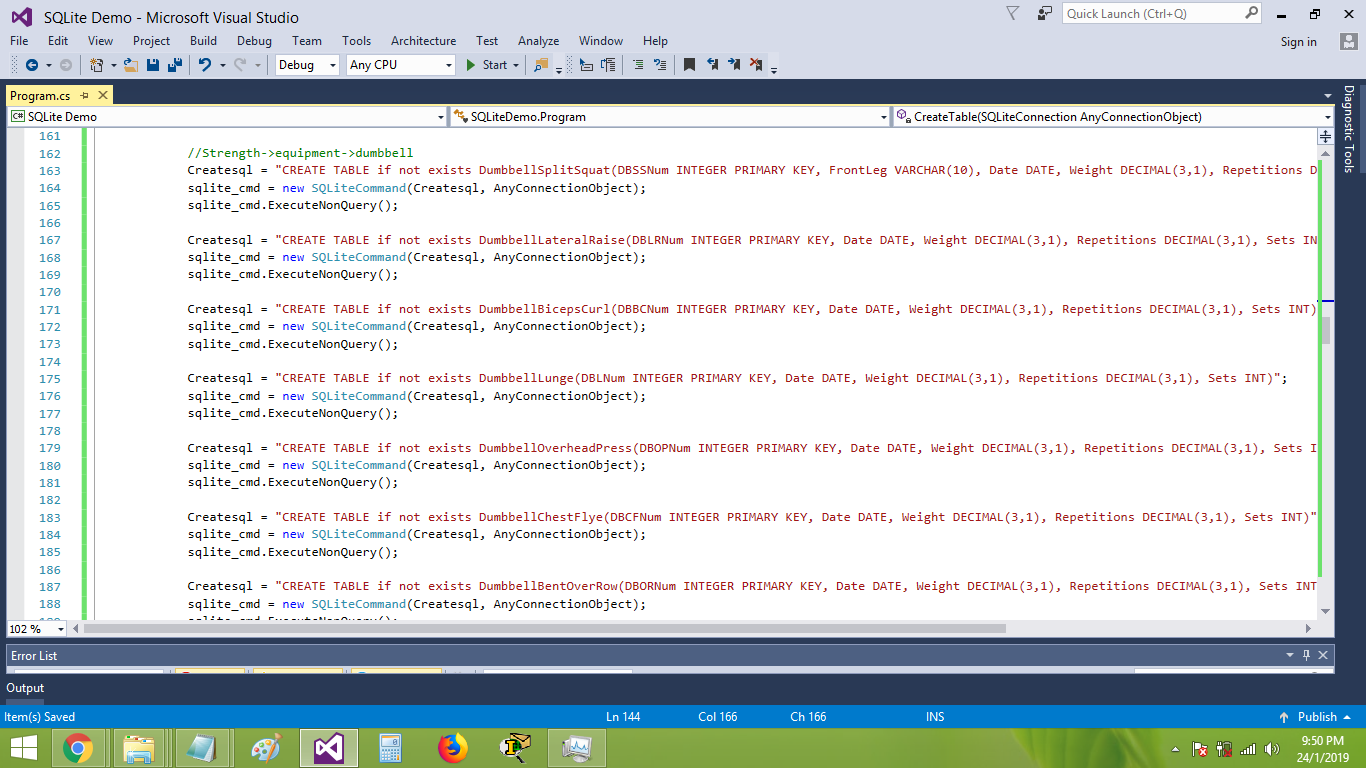 SQLite Demo - Microsoft Visual Studio
Quick Launch (Ctrl+Q)
File Edit View Project Build Debug Team Tools Architecture Test Analyze Window Help
Sign in
Debug Any CPU Start
Program.cs
Diagnostic Tools
C# SQLite Demo SQLiteDemo.Program CreateTable(SQLiteConnection AnyConnectionObject)
161
162 //Strength->equipment->dumbbell
163 Createsql = "CREATE TABLE if not exists DumbbellSplitSquat(DBSSNum INTEGER PRIMARY KEY, FrontLeg VARCHAR(10), Date DATE, Weight DECIMAL(3,1), Repetitions D
164 sqlite_cmd = new SQLiteCommand(Createsql, AnyConnectionObject);
165 sqlite_cmd.ExecuteNonQuery();
166
167 Createsql = "CREATE TABLE if not exists DumbbellLateralRaise(DBLRNum INTEGER PRIMARY KEY, Date DATE, Weight DECIMAL(3,1), Repetitions DECIMAL(3,1), Sets IN
168 sqlite_cmd = new SQLiteCommand(Createsql, AnyConnectionObject);
169 sqlite_cmd.ExecuteNonQuery();
170
171 Createsql = "CREATE TABLE if not exists DumbbellBicepsCurl(DBBCNum INTEGER PRIMARY KEY, Date DATE, Weight DECIMAL(3,1), Repetitions DECIMAL(3,1), Sets INT)
172 sqlite_cmd = new SQLiteCommand(Createsql, AnyConnectionObject);
173 sqlite_cmd.ExecuteNonQuery();
174
175 Createsql = "CREATE TABLE if not exists DumbbellLunge(DBLNum INTEGER PRIMARY KEY, Date DATE, Weight DECIMAL(3,1), Repetitions DECIMAL(3,1), Sets INT)";
176 sqlite_cmd = new SQLiteCommand(Createsql, AnyConnectionObject);
177 sqlite_cmd.ExecuteNonQuery();
178
179 Createsql = "CREATE TABLE if not exists DumbbellOverheadPress(DBOPNum INTEGER PRIMARY KEY, Date DATE, Weight DECIMAL(3,1), Repetitions DECIMAL(3,1), Sets I
180 sqlite_cmd = new SQLiteCommand(Createsql, AnyConnectionObject);
181 sqlite_cmd.ExecuteNonQuery();
182
183 Createsql = "CREATE TABLE if not exists DumbbellChestFlye(DBCFNum INTEGER PRIMARY KEY, Date DATE, Weight DECIMAL(3,1), Repetitions DECIMAL(3,1), Sets INT)"
184 sqlite_cmd = new SQLiteCommand(Createsql, AnyConnectionObject);
185 sqlite_cmd.ExecuteNonQuery();
186
187 Createsql = "CREATE TABLE if not exists DumbbellBentOverRow(DBORNum INTEGER PRIMARY KEY, Date DATE, Weight DECIMAL(3,1), Repetitions DECIMAL(3,1), Sets INT
188 sqlite_cmd = new SQLiteCommand(Createsql, AnyConnectionObject);
102 %
Error List
Output
Item(s) Saved Ln 144 Col 166 Ch 166 INS Publish
9:50 PM
24/1/2019